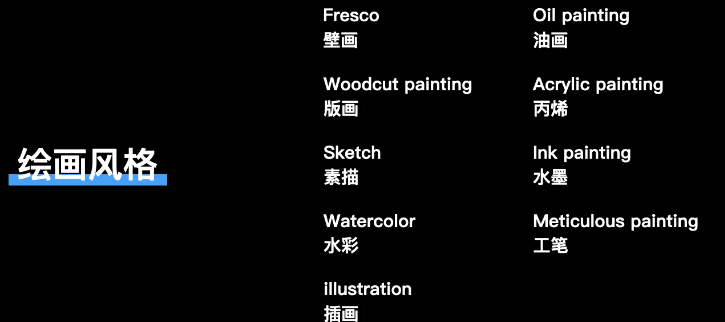 绘画风格
Fresco
壁画
Oil painting
油画
Woodcut painting
版画
Acrylic painting
丙烯
Sketch
素描
Ink painting
水墨
Watercolor
水彩
Meticulous painting
工笔
illustration
插画